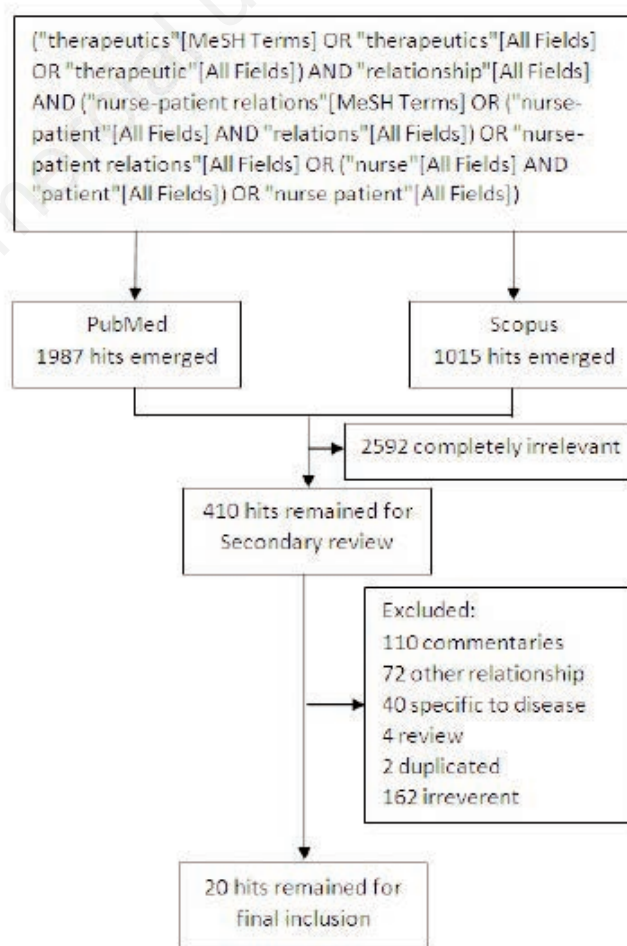 ("therapeutics"[MeSH Terms] OR "therapeutics"[All Fields]
OR "therapeutic"[All Fields]) AND "relationship"[All Fields]
AND ("nurse-patient relations"[MeSH Terms] OR ("nurse-
patient"[All Fields] AND "relations"[All Fields]) OR "nurse-
patient relations"[All Fields] OR ("nurse"[All Fields] AND
"patient"[All Fields]) OR "nurse patient"[All Fields])
PubMed
1987 hits emerged
Scopus
1015 hits emerged
2592 completely irrelevant
410 hits remained for
Secondary review
Excluded:
110 commentaries
72 other relationship
40 specific to disease
4 review
2 duplicated
162 irreverent
20 hits remained for
final inclusion